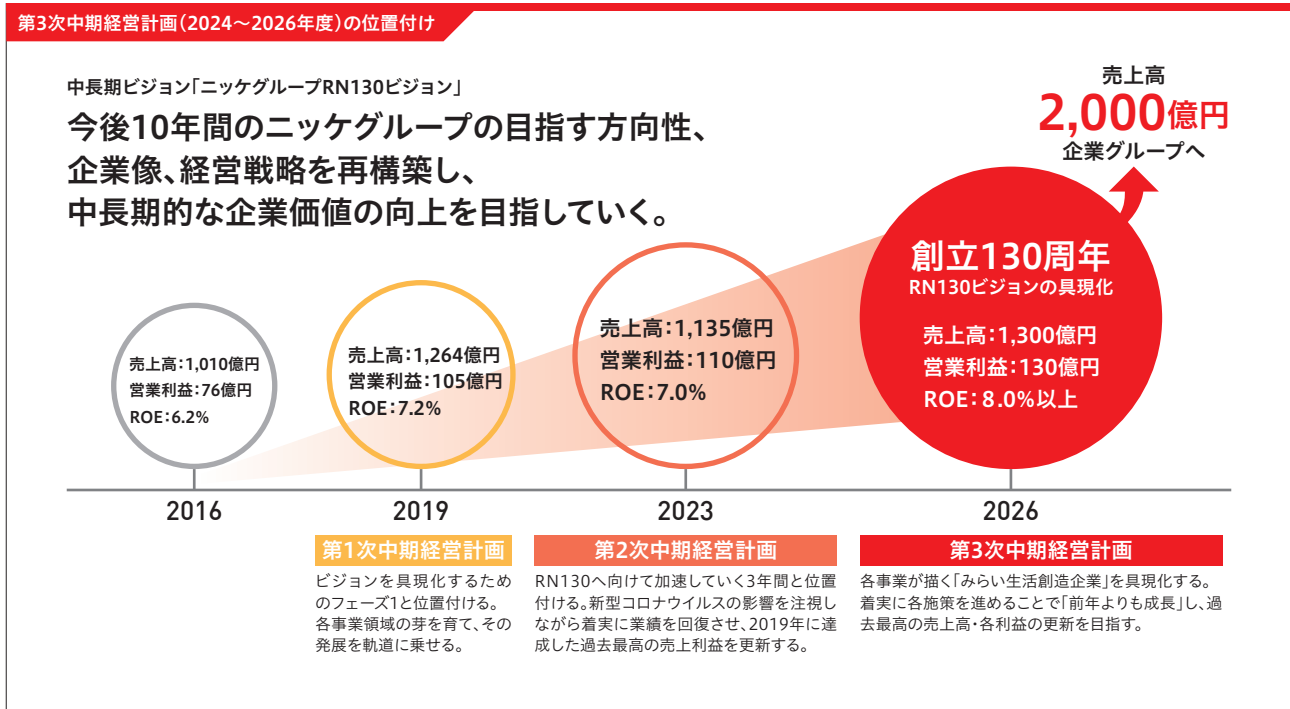 第3次中期経営計画(2024〜2026年度)の位置付け
中長期ビジョン「ニッケグループRN130ビジョン」
今後10年間のニッケグループの目指す方向性、
企業像、経営戦略を再構築し、
中長期的な企業価値の向上を目指していく。
売上高
2,000億円
企業グループへ
売上高:1,010億円
営業利益:76億円
ROE:6.2%
売上高:1,264億円
営業利益:105億円
ROE:7.2%
売上高:1,135億円
営業利益:110億円
ROE:7.0%
創立130周年
RN130ビジョンの具現化
売上高:1,300億円
営業利益:130億円
ROE:8.0%以上
2016
2019
2023
2026
第1次中期経営計画
ビジョンを具現化するため
のフェーズ1と位置付ける。
各事業領域の芽を育て、その
発展を軌道に乗せる。
第2次中期経営計画
RN130へ向けて加速していく3年間と位置
付ける。新型コロナウイルスの影響を注視し
ながら着実に業績を回復させ、2019年に達
成した過去最高の売上利益を更新する。
第3次中期経営計画
各事業が描く「みらい生活創造企業」を具現化する。
着実に各施策を進めることで「前年よりも成長」し、過
去最高の売上高・各利益の更新を目指す。